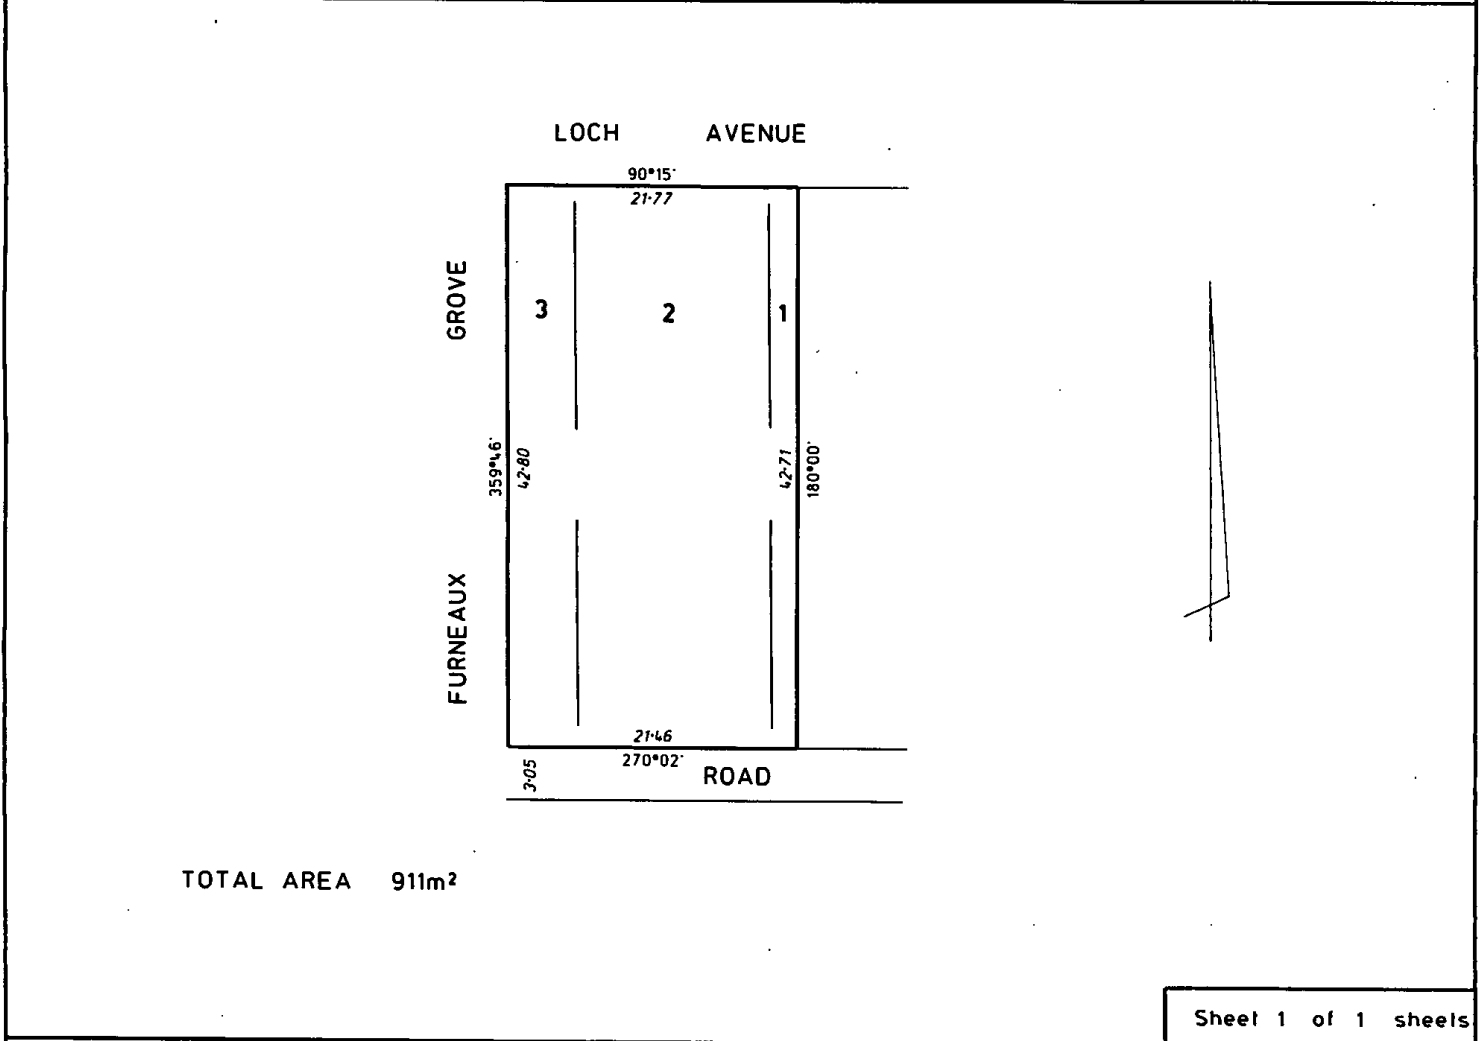 LOCH AVENUE
90°15'
21·77
GROVE
3
2
1
359°46'
42·80
42·71
180°00'
FURNEAUX
21·46
270°02'
3·05
ROAD
TOTAL AREA 911m²
Sheet 1 of 1 sheets